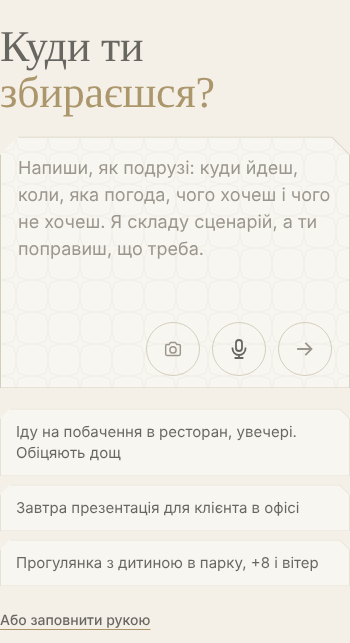 Куди ти
збираєшся?
Напиши, як подрузі: куди йдеш,
коли, яка погода, чого хочеш і чого
не хочеш. Я складу сценарій, а ти
поправиш, що треба.
Іду на побачення в ресторан, увечері.
Обіцяють дощ
Завтра презентація для клієнта в офісі
Прогулянка з дитиною в парку, +8 і вітер
Або заповнити рукою